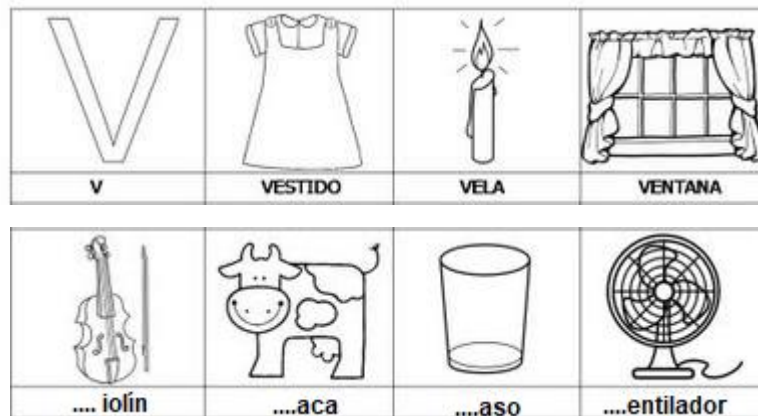 V
V VESTIDO VELA VENTANA
.... iolín ....aca ....aso ....entilador